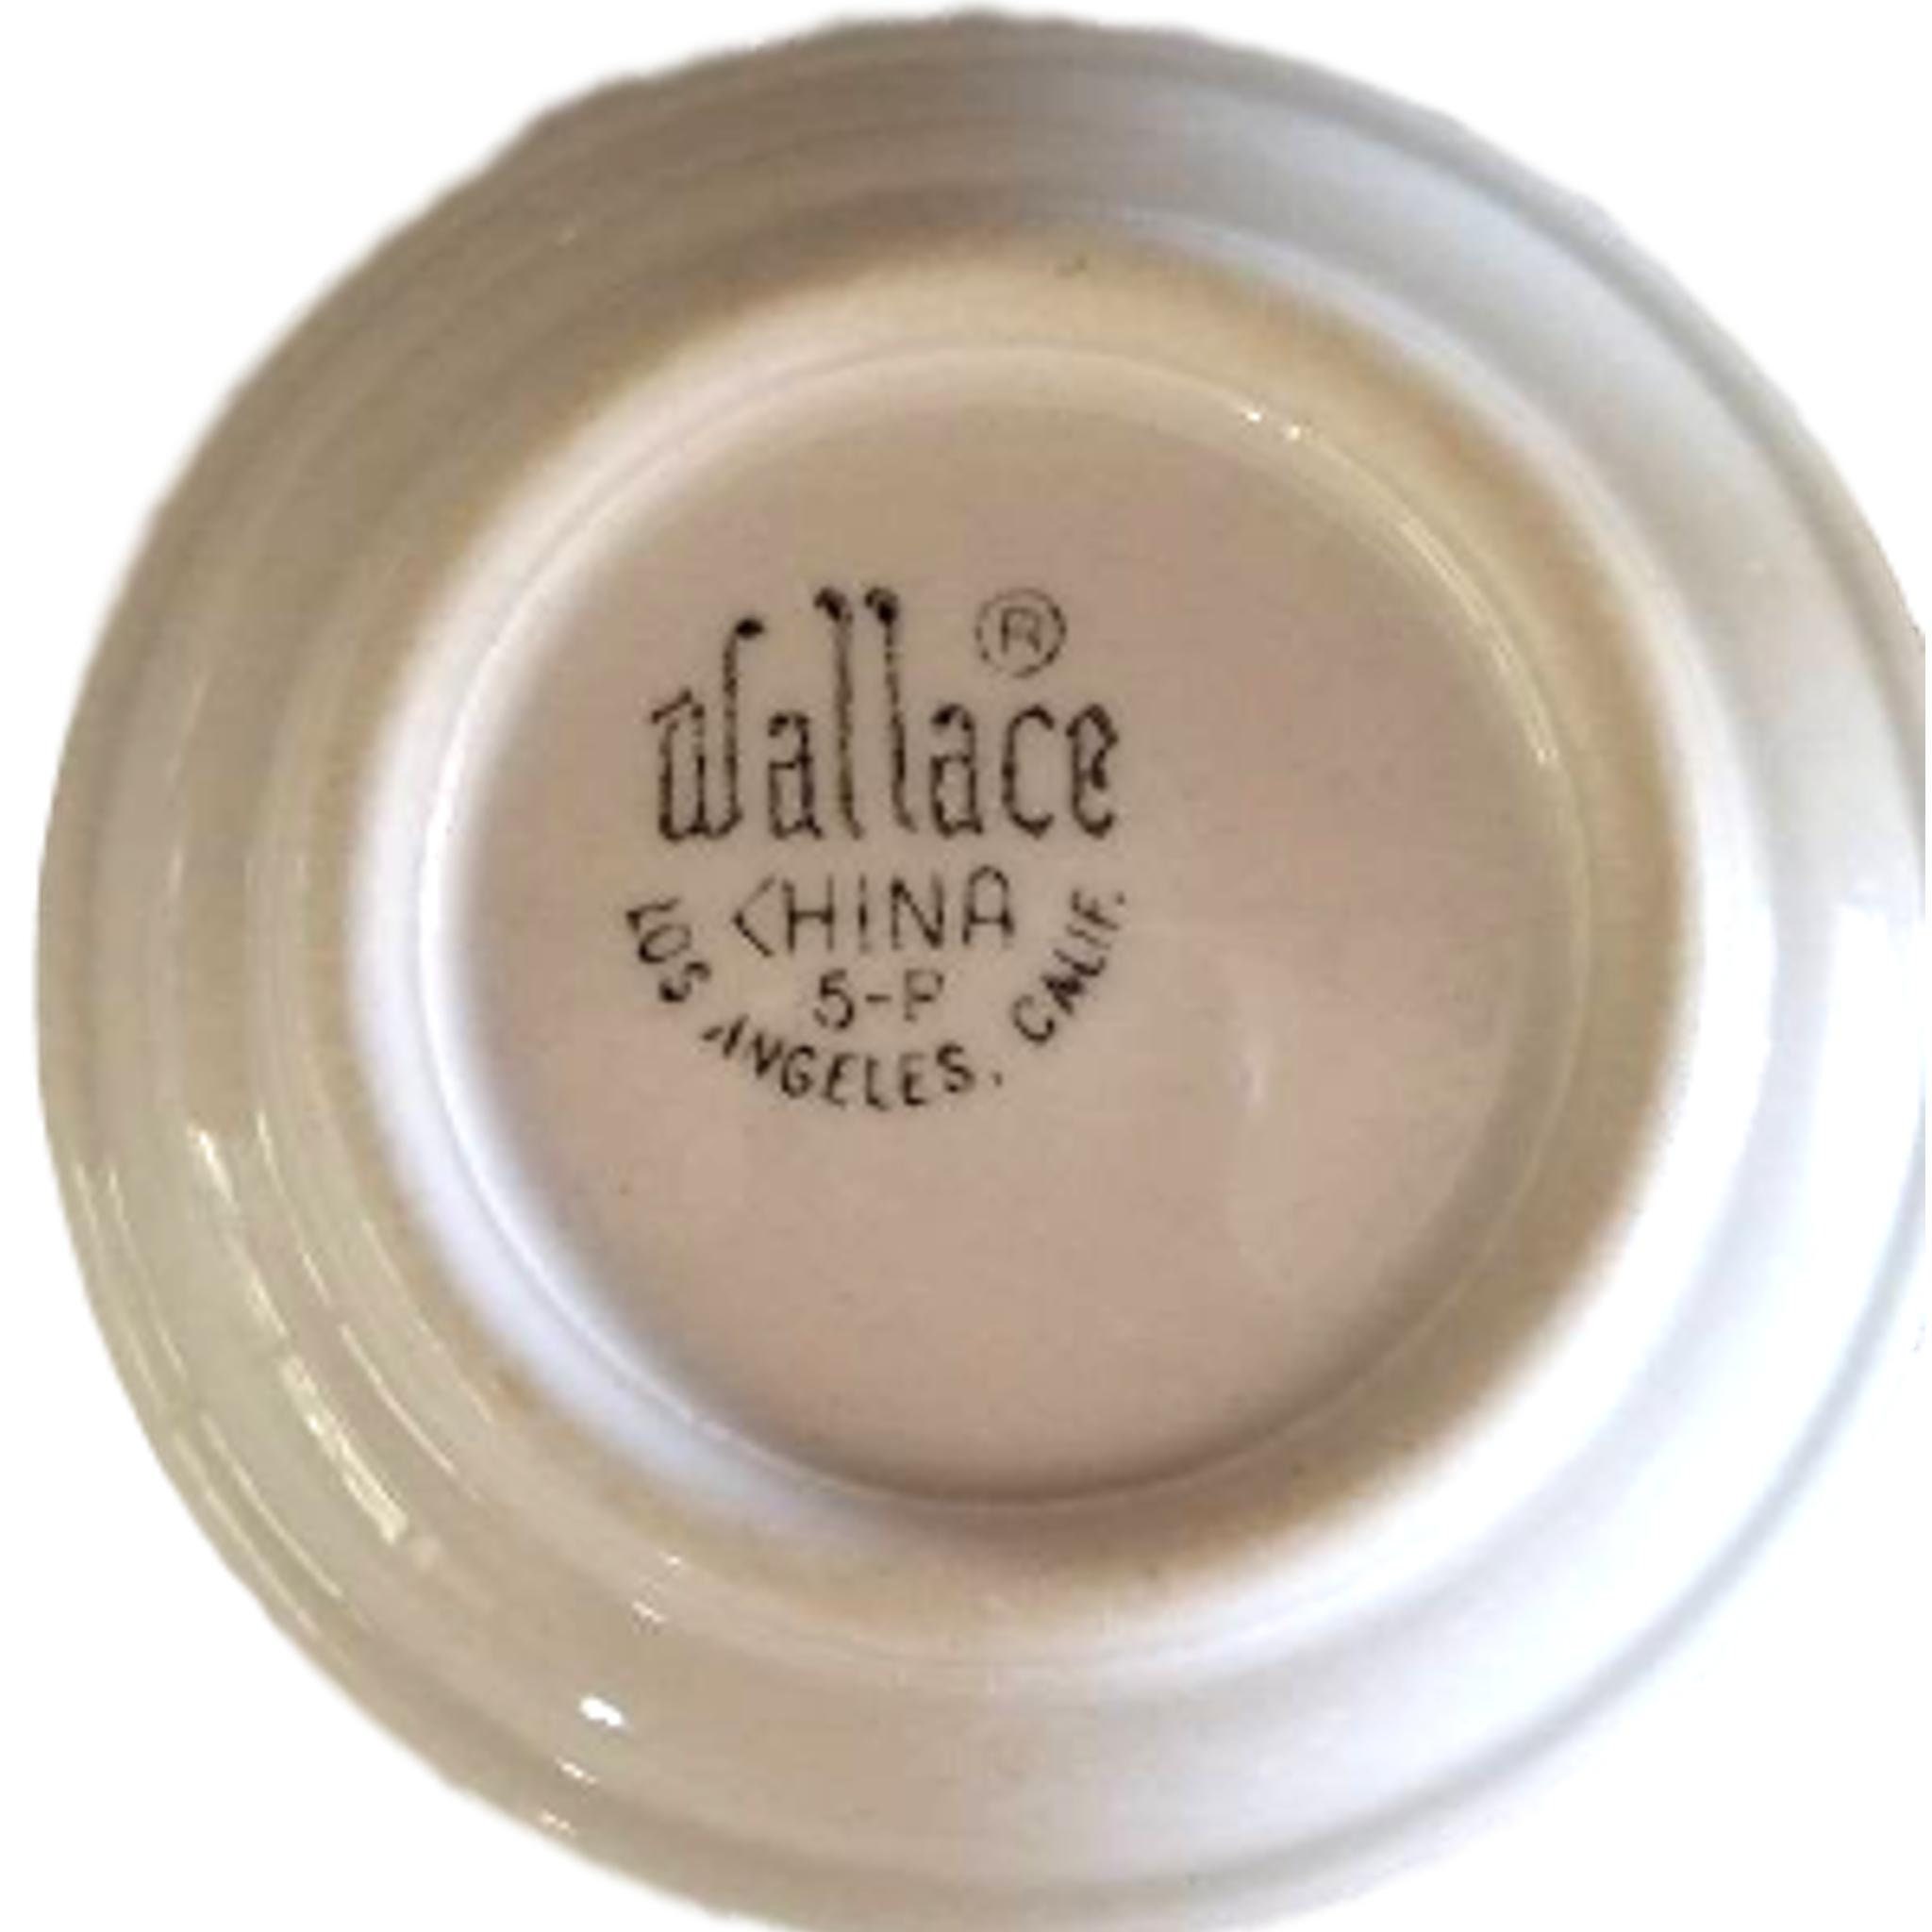 Wallace ®
CHINA
5-P
LOS ANGELES, CALIF.